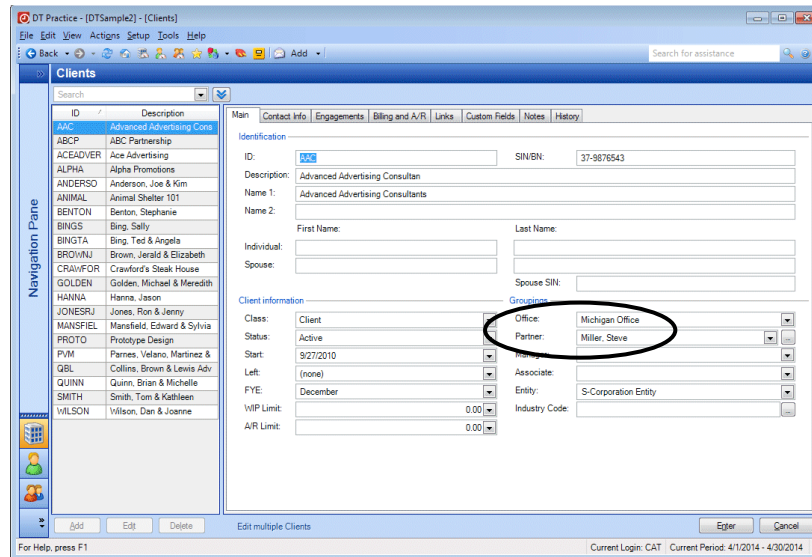 DT Practice - [DTSample2] - [Clients]
File Edit View Actions Setup Tools Help
Back Add Search for assistance
Clients
Navigation Pane
Search
ID Description
AAC Advanced Advertising Cons
ABCP ABC Partnership
ACEADVER Ace Advertising
ALPHA Alpha Promotions
ANDERSO Anderson, Joe & Kim
ANIMAL Animal Shelter 101
BENTON Benton, Stephanie
BINGS Bing, Sally
BINGTA Bing, Ted & Angela
BROWNJ Brown, Jerald & Elizabeth
CRAWFOR Crawford's Steak House
GOLDEN Golden, Michael & Meredith
HANNA Hanna, Jason
JONESRJ Jones, Ron & Jenny
MANSFIEL Mansfield, Edward & Sylvia
PROTO Prototype Design
PVM Parnes, Velano, Martinez &
QBL Collins, Brown & Lewis Adv
QUINN Quinn, Brian & Michelle
SMITH Smith, Tom & Kathleen
WILSON Wilson, Dan & Joanne
Main Contact Info Engagements Billing and A/R Links Custom Fields Notes History
Identification
ID: AAC SIN/BN: 37-9876543
Description: Advanced Advertising Consultan
Name 1: Advanced Advertising Consultants
Name 2:
First Name: Last Name:
Individual:
Spouse:
Spouse SIN:
Client information Groupings
Class: Client Office: Michigan Office
Status: Active Partner: Miller, Steve
Start: 9/27/2010 Manager:
Left: (none) Associate:
FYE: December Entity: S-Corporation Entity
WIP Limit: 0.00 Industry Code:
A/R Limit: 0.00
Add Edit Delete Edit multiple Clients Enter Cancel
For Help, press F1 Current Login: CAT Current Period: 4/1/2014 - 4/30/2014